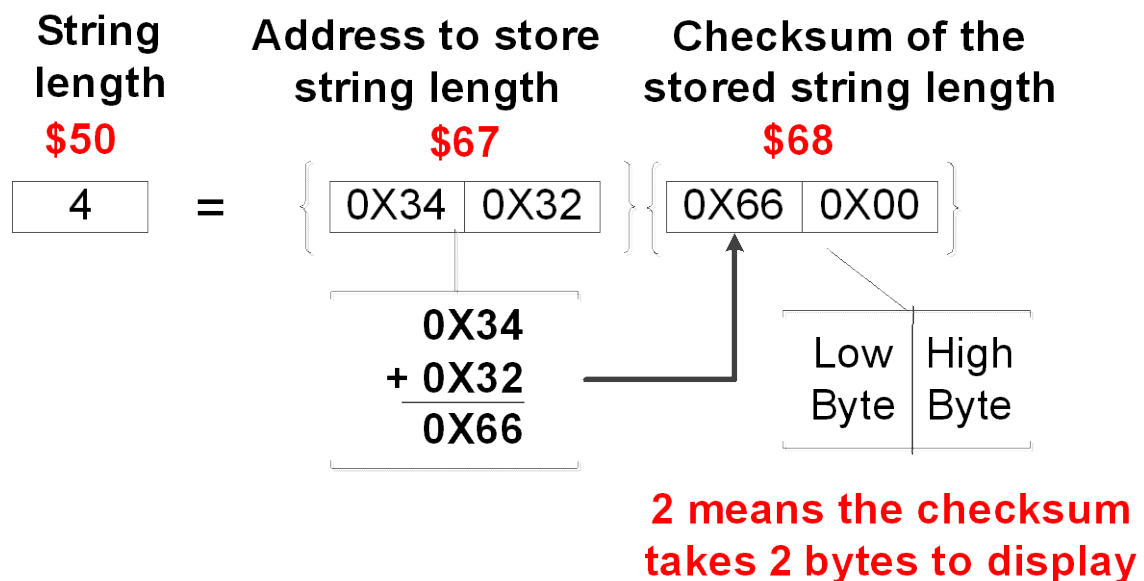 String length
Address to store string length
Checksum of the stored string length
$50
$67
$68
4 = { 0X34 0X32 } { 0X66 0X00 }
0X34
+ 0X32
0X66
Low Byte
High Byte
2 means the checksum
takes 2 bytes to display